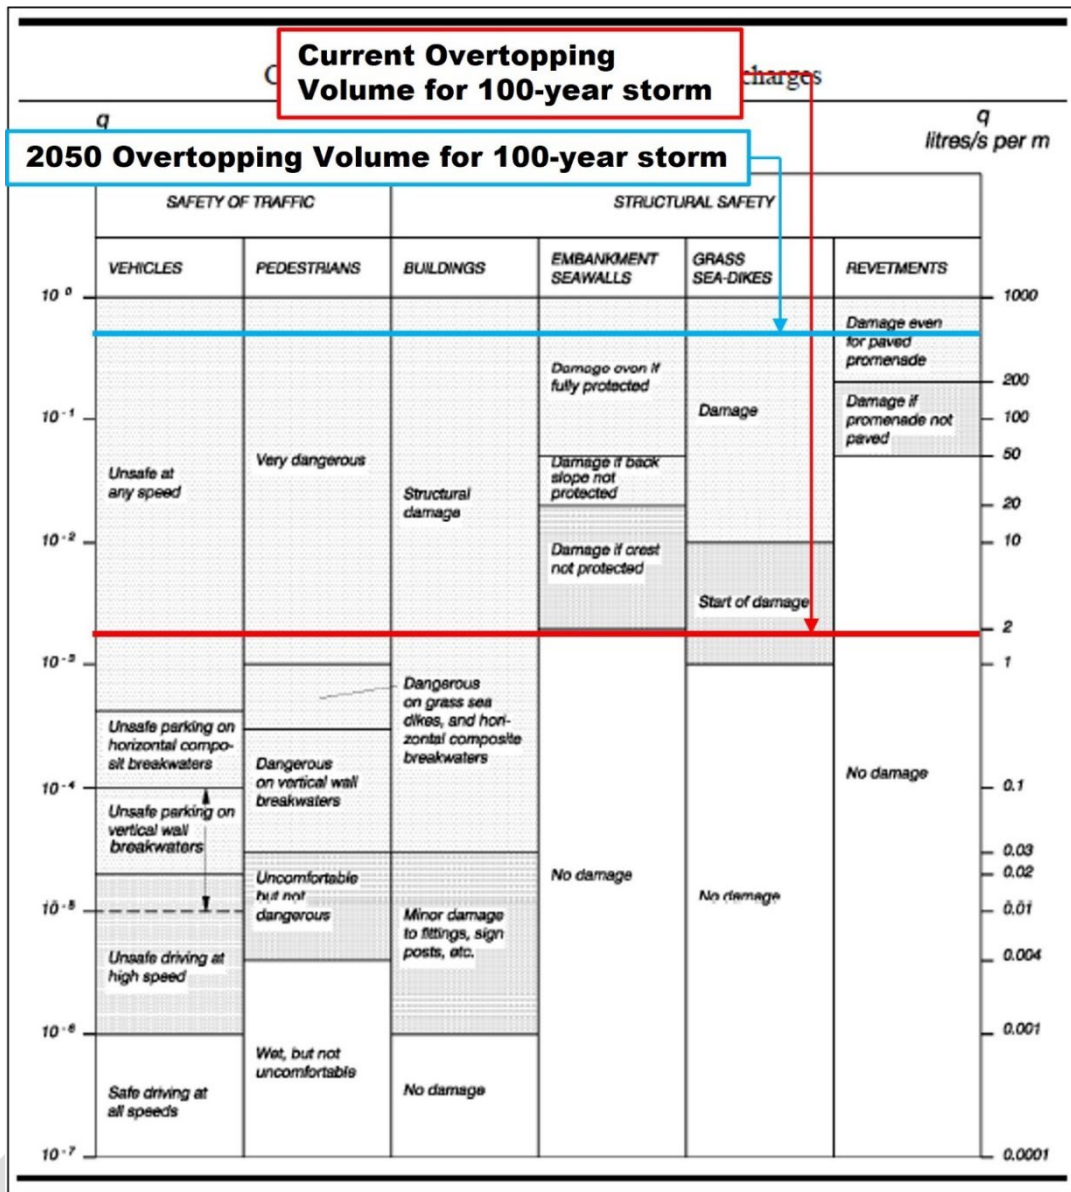 Current Overtopping
Volume for 100-year storm
charges
q
q
litres/s per m
2050 Overtopping Volume for 100-year storm
SAFETY OF TRAFFIC
STRUCTURAL SAFETY
VEHICLES
PEDESTRIANS
BUILDINGS
EMBANKMENT
SEAWALLS
GRASS
SEA-DIKES
REVETMENTS
10⁰
10⁻¹
10⁻²
10⁻³
10⁻⁴
10⁻⁵
10⁻⁶
10⁻⁷
Unsafe at
any speed
Unsafe parking on
horizontal compo-
sit breakwaters
Unsafe parking on
vertical wall
breakwaters
Unsafe driving at
high speed
Safe driving at
all speeds
Very dangerous
Dangerous
on vertical wall
breakwaters
Uncomfortable
but not
dangerous
Wet, but not
uncomfortable
Structural
damage
Dangerous
on grass sea
dikes, and hori-
zontal composite
breakwaters
Minor damage
to fittings, sign
posts, etc.
No damage
Damage even if
fully protected
Damage if back
slope not
protected
Damage if crest
not protected
No damage
Damage
Start of damage
No damage
Damage even
for paved
promenade
Damage if
promenade not
paved
No damage
1000
200
100
50
20
10
2
1
0.1
0.03
0.02
0.01
0.004
0.001
0.0001